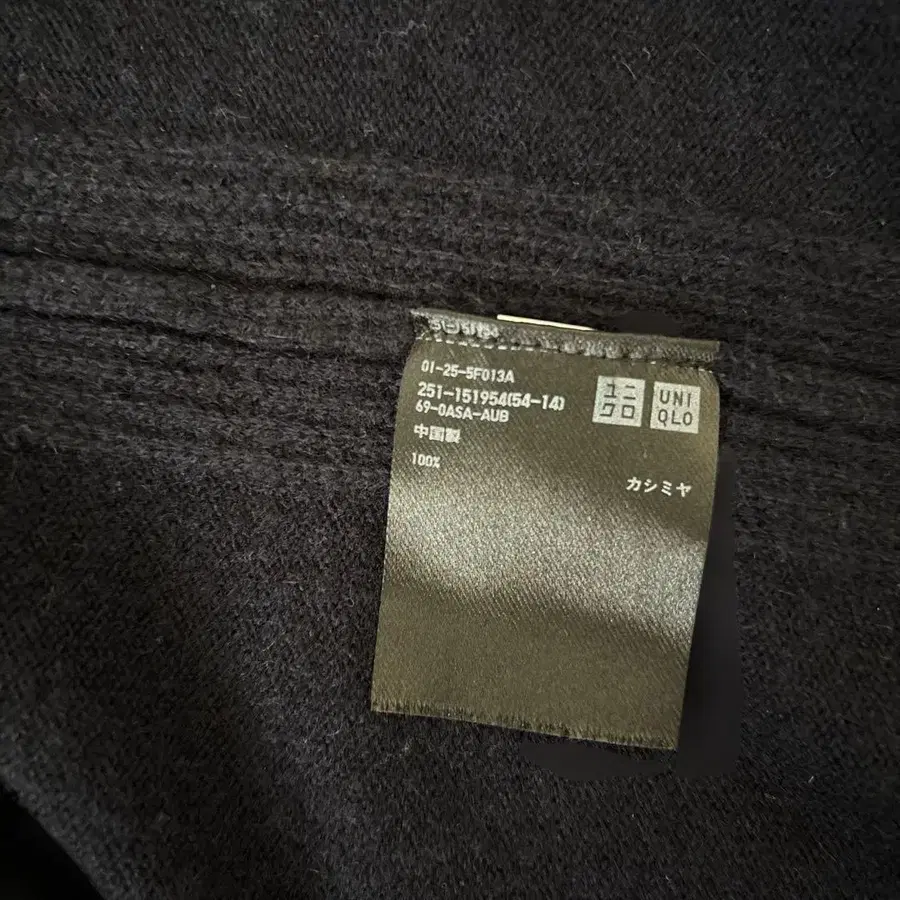 01-25-5F013A
251-151954(54-14)
69-0ASA-AUB
中国製
100%
カシミヤ
ユニ
クロ
UNI
QLO